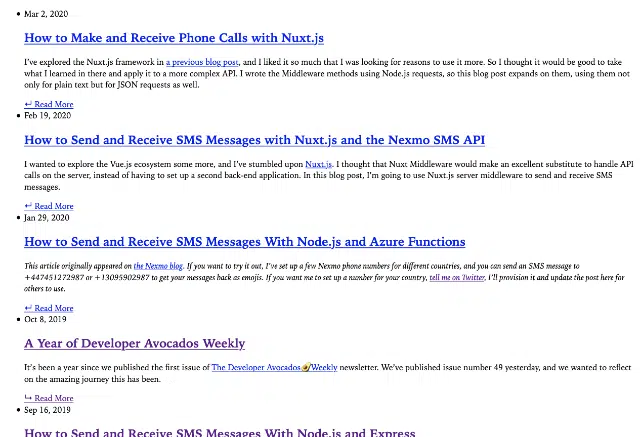 Mar 2, 2020
How to Make and Receive Phone Calls with Nuxt.js
I've explored the Nuxt.js framework in a previous blog post, and I liked it so much that I was looking for reasons to use it more. So I thought it would be good to take
what I learned in there and apply it to a more complex API. I wrote the Middleware methods using Node.js requests, so this blog post expands on them, using them not
only for plain text but for JSON requests as well.
↩ Read More
Feb 19, 2020
How to Send and Receive SMS Messages with Nuxt.js and the Nexmo SMS API
I wanted to explore the Vue.js ecosystem some more, and I've stumbled upon Nuxt.js. I thought that Nuxt Middleware would make an excellent substitute to handle API
calls on the server, instead of having to set up a second back-end application. In this blog post, I'm going to use Nuxt.js server middleware to send and receive SMS
messages.
↩ Read More
Jan 29, 2020
How to Send and Receive SMS Messages With Node.js and Azure Functions
This article originally appeared on the Nexmo blog. If you want to try it out, I've set up a few Nexmo phone numbers for different countries, and you can send an SMS message to
+447451272987 or +13095902987 to get your messages back as emojis. If you want me to set up a number for your country, tell me on Twitter, I'll provision it and update the post here for
others to use.
↩ Read More
Oct 8, 2019
A Year of Developer Avocados Weekly
It's been a year since we published the first issue of The Developer Avocados🥑Weekly newsletter. We've published issue number 49 yesterday, and we wanted to reflect
on the amazing journey this has been.
↪ Read More
Sep 16, 2019
How to Send and Receive SMS Messages With Node.js and Express